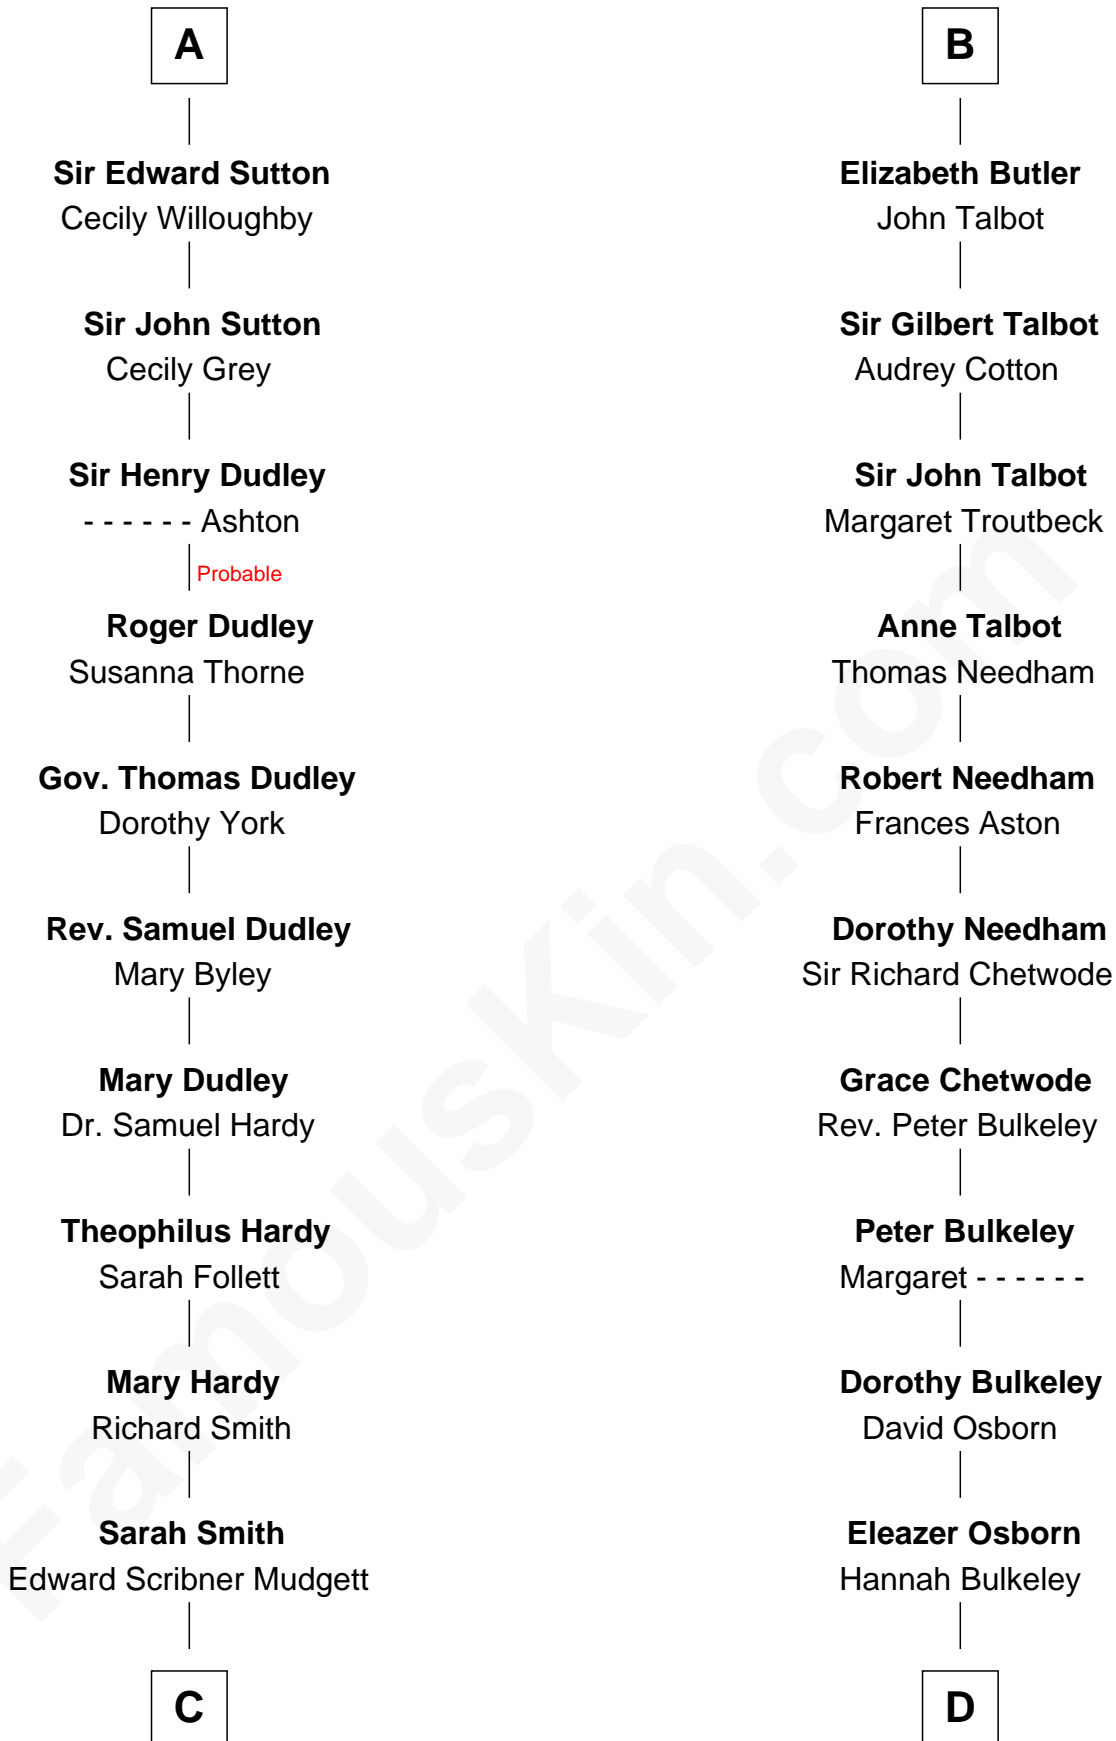 A
Sir Edward Sutton
Cecily Willoughby
Sir John Sutton
Cecily Grey
Sir Henry Dudley
- - - - - - Ashton
Probable
Roger Dudley
Susanna Thorne
Gov. Thomas Dudley
Dorothy York
Rev. Samuel Dudley
Mary Byley
Mary Dudley
Dr. Samuel Hardy
Theophilus Hardy
Sarah Follett
Mary Hardy
Richard Smith
Sarah Smith
Edward Scribner Mudgett
C
B
Elizabeth Butler
John Talbot
Sir Gilbert Talbot
Audrey Cotton
Sir John Talbot
Margaret Troutbeck
Anne Talbot
Thomas Needham
Robert Needham
Frances Aston
Dorothy Needham
Sir Richard Chetwode
Grace Chetwode
Rev. Peter Bulkeley
Peter Bulkeley
Margaret - - - - - -
Dorothy Bulkeley
David Osborn
Eleazer Osborn
Hannah Bulkeley
D
FamousKin.com